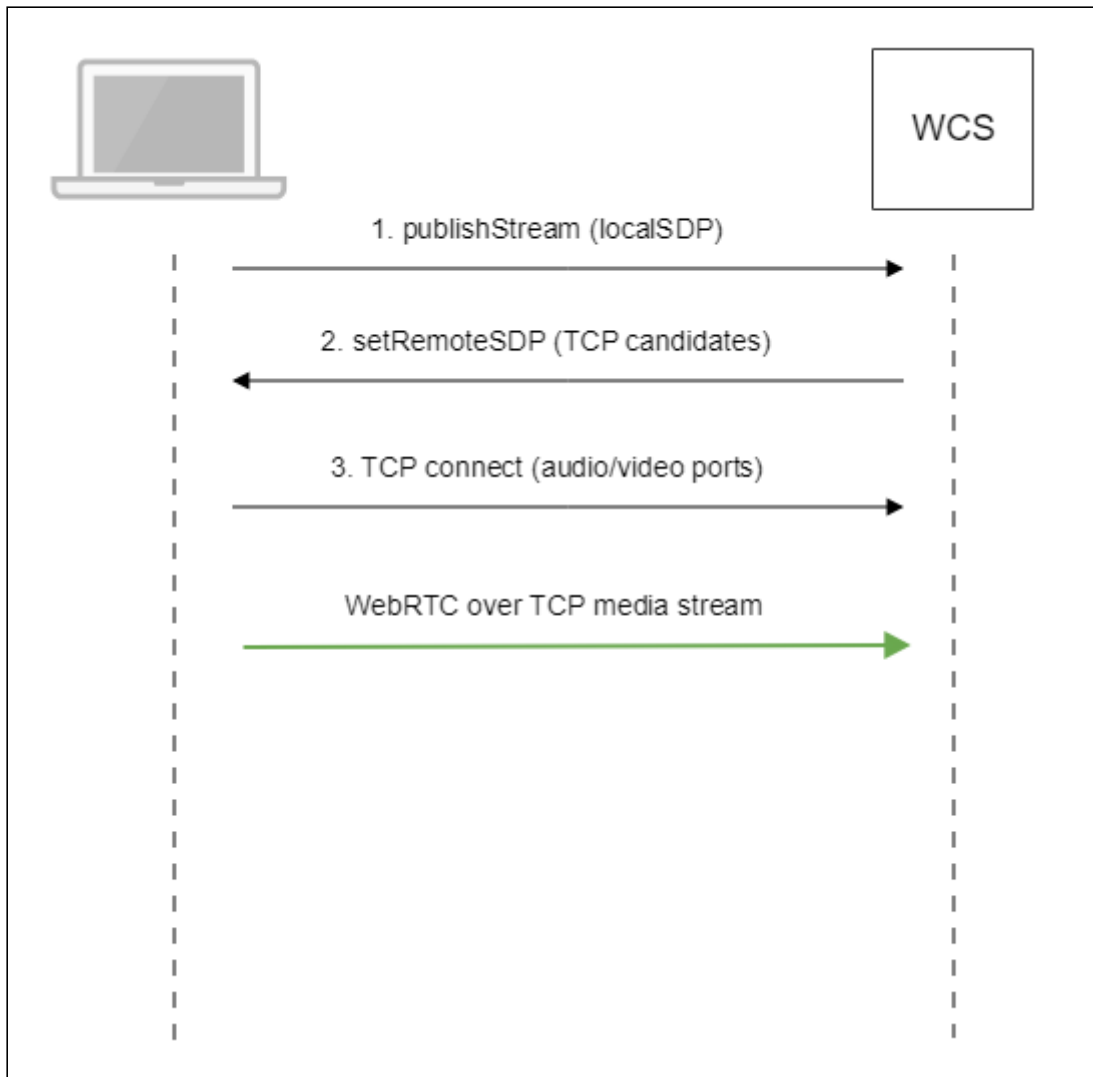 WCS
1. publishStream (localSDP)
2. setRemoteSDP (TCP candidates)
3. TCP connect (audio/video ports)
WebRTC over TCP media stream